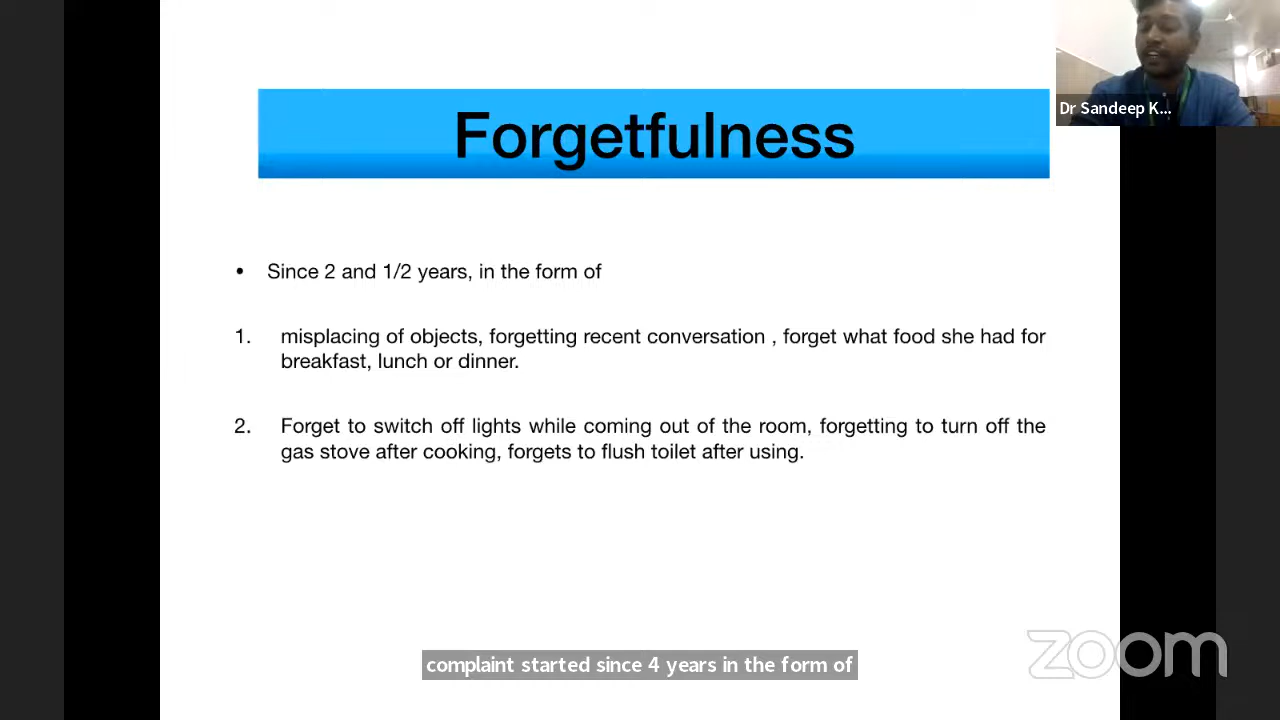 Dr Sandeep K...
Forgetfulness
• Since 2 and 1/2 years, in the form of
1. misplacing of objects, forgetting recent conversation , forget what food she had for
breakfast, lunch or dinner.
2. Forget to switch off lights while coming out of the room, forgetting to turn off the
gas stove after cooking, forgets to flush toilet after using.
complaint started since 4 years in the form of
zoom